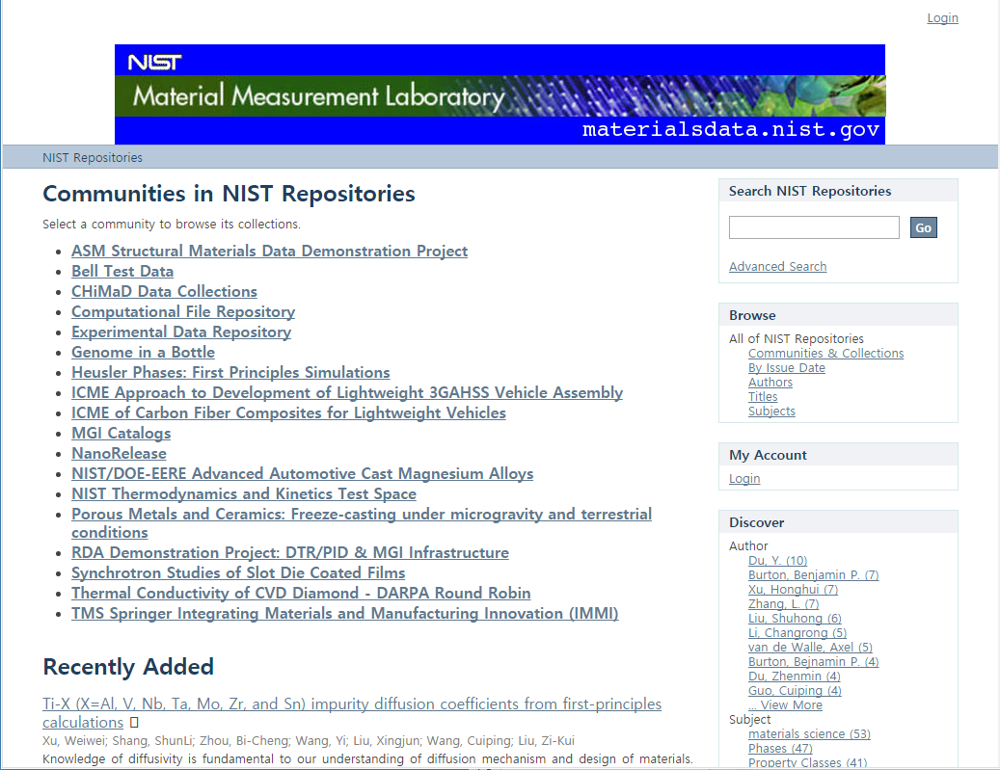 Login
NIST
Material Measurement Laboratory
materialsdata.nist.gov
NIST Repositories
Communities in NIST Repositories
Select a community to browse its collections.
ASM Structural Materials Data Demonstration Project
Bell Test Data
CHiMaD Data Collections
Computational File Repository
Experimental Data Repository
Genome in a Bottle
Heusler Phases: First Principles Simulations
ICME Approach to Development of Lightweight 3GAHSS Vehicle Assembly
ICME of Carbon Fiber Composites for Lightweight Vehicles
MGI Catalogs
NanoRelease
NIST/DOE-EERE Advanced Automotive Cast Magnesium Alloys
NIST Thermodynamics and Kinetics Test Space
Porous Metals and Ceramics: Freeze-casting under microgravity and terrestrial
conditions
RDA Demonstration Project: DTR/PID & MGI Infrastructure
Synchrotron Studies of Slot Die Coated Films
Thermal Conductivity of CVD Diamond - DARPA Round Robin
TMS Springer Integrating Materials and Manufacturing Innovation (IMMI)
Recently Added
Ti-X (X=Al, V, Nb, Ta, Mo, Zr, and Sn) impurity diffusion coefficients from first-principles
calculations
Xu, Weiwei; Shang, ShunLi; Zhou, Bi-Cheng; Wang, Yi; Liu, Xingjun; Wang, Cuiping; Liu, Zi-Kui
Knowledge of diffusivity is fundamental to our understanding of diffusion mechanism and design of materials.
Search NIST Repositories
Go
Advanced Search
Browse
All of NIST Repositories
Communities & Collections
By Issue Date
Authors
Titles
Subjects
My Account
Login
Discover
Author
Du, Y. (10)
Burton, Benjamin P. (7)
Xu, Honghui (7)
Zhang, L. (7)
Liu, Shuhong (6)
Li, Changrong (5)
van de Walle, Axel (5)
Burton, Bejnamin P. (4)
Du, Zhenmin (4)
Guo, Cuiping (4)
... View More
Subject
materials science (53)
Phases (47)
Property Classes (41)